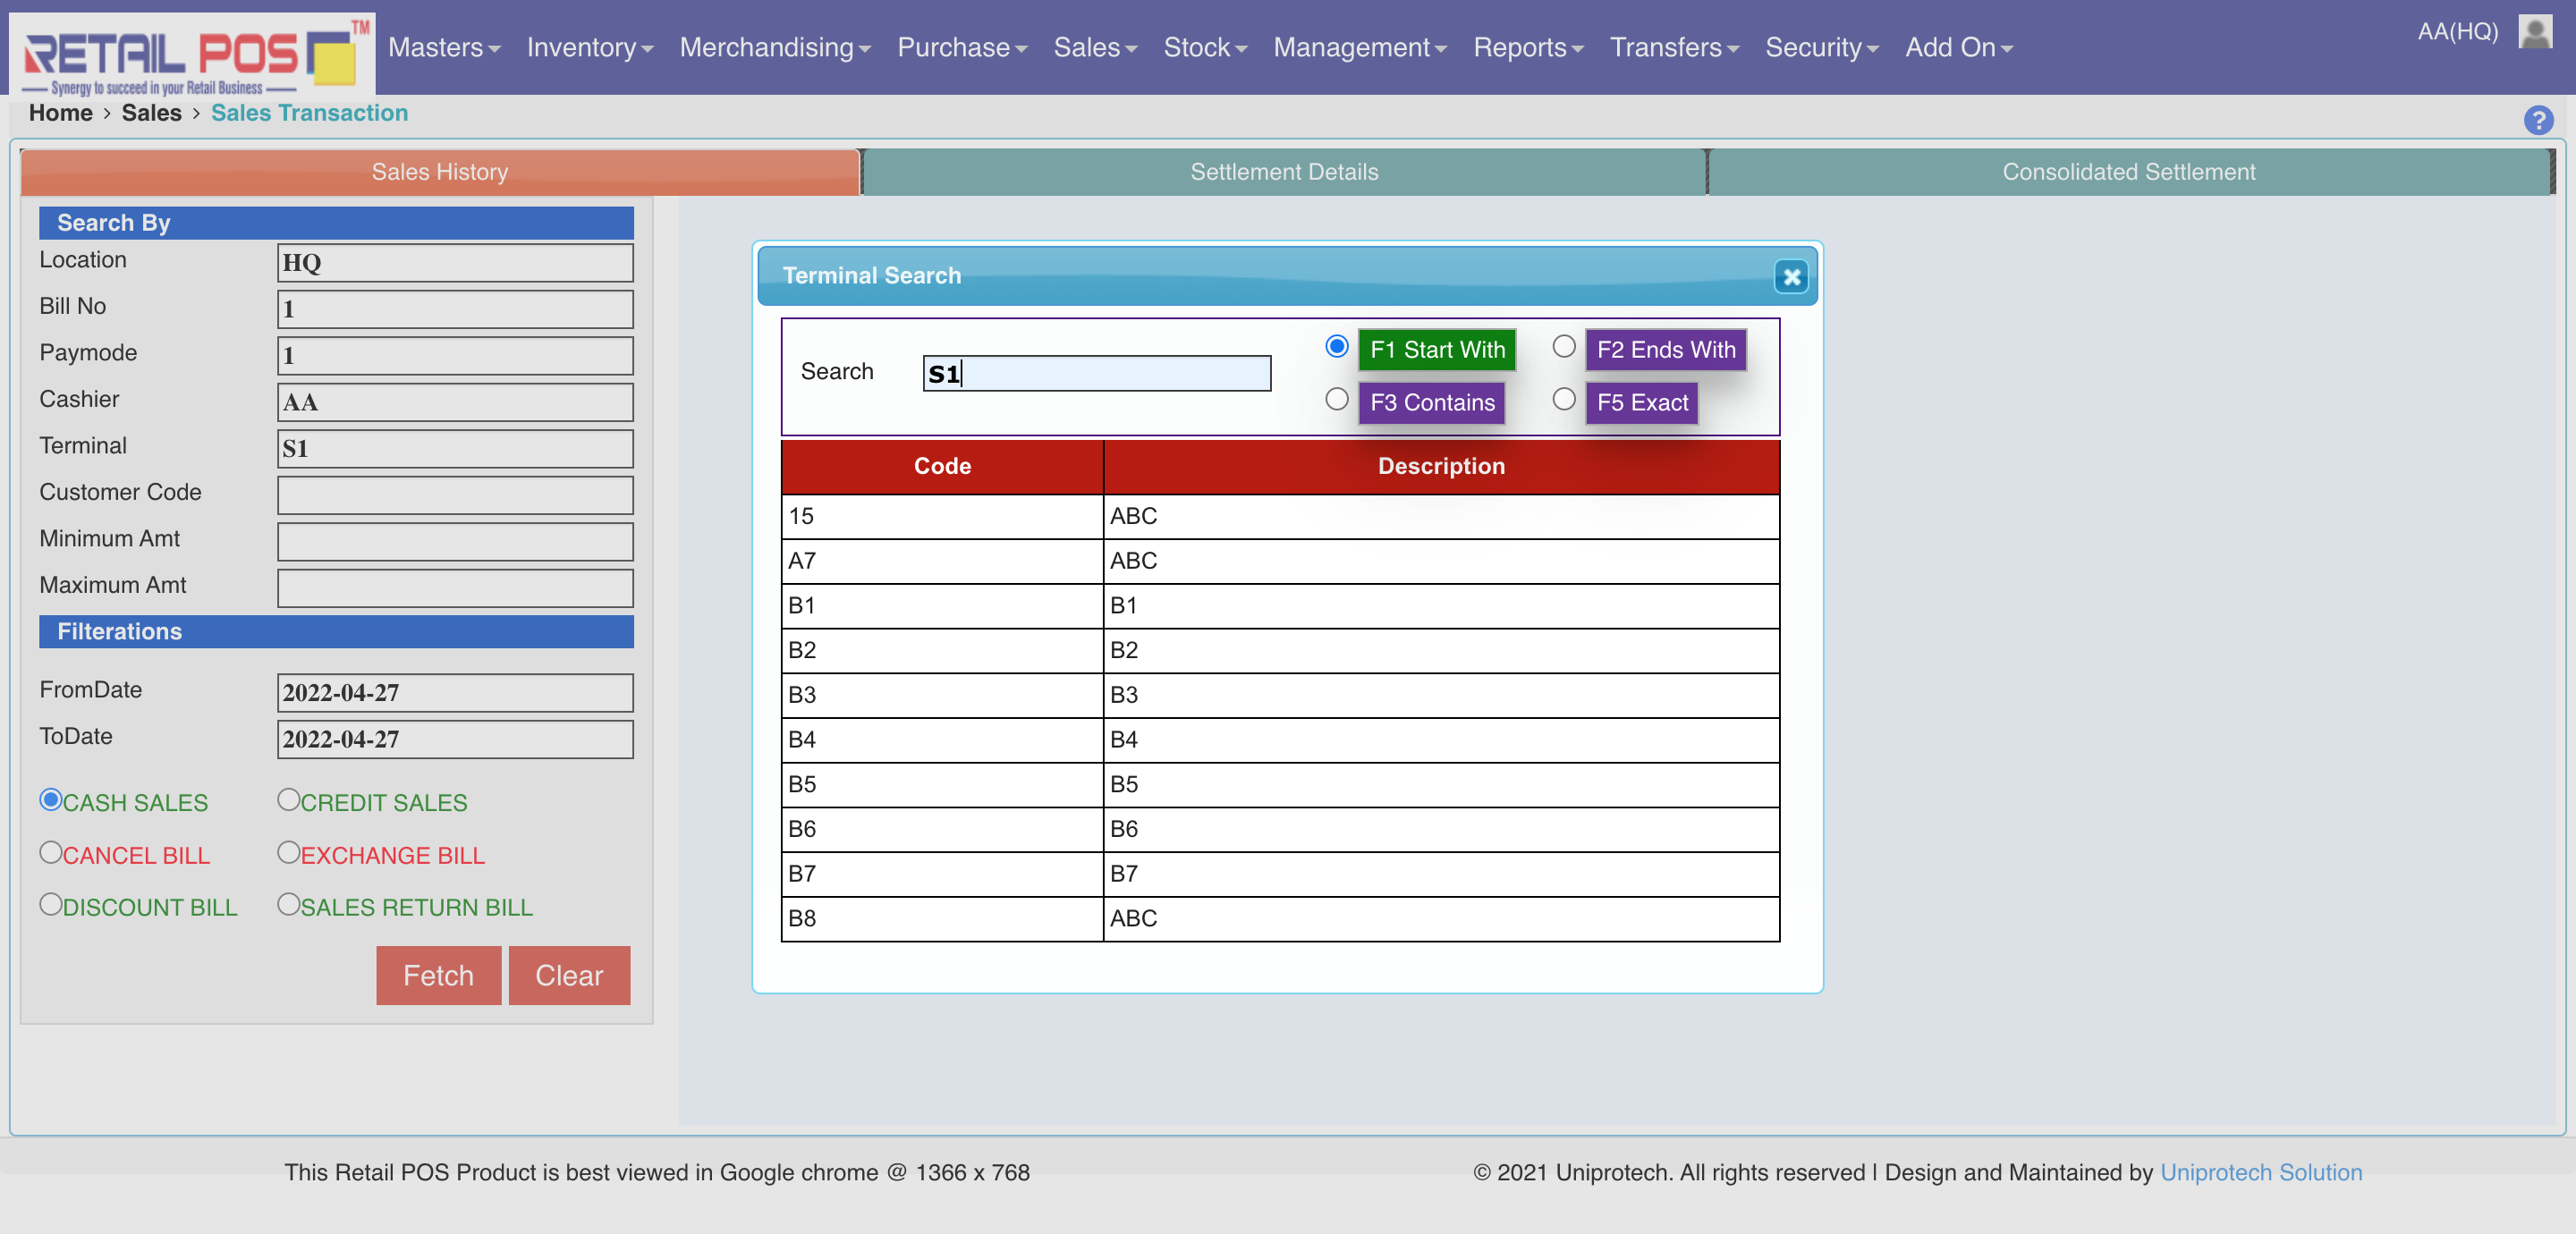 RETAIL POS TM
Synergy to succeed in your Retail Business
Masters Inventory Merchandising Purchase Sales Stock Management Reports Transfers Security Add On
AA(HQ)
Home › Sales › Sales Transaction
?
Sales History
Settlement Details
Consolidated Settlement
Search By
Location HQ
Bill No 1
Paymode 1
Cashier AA
Terminal S1
Customer Code
Minimum Amt
Maximum Amt
Filterations
FromDate 2022-04-27
ToDate 2022-04-27
CASH SALES CREDIT SALES
CANCEL BILL EXCHANGE BILL
DISCOUNT BILL SALES RETURN BILL
Fetch Clear
Terminal Search
Search S1
F1 Start With F2 Ends With
F3 Contains F5 Exact
Code Description
15 ABC
A7 ABC
B1 B1
B2 B2
B3 B3
B4 B4
B5 B5
B6 B6
B7 B7
B8 ABC
This Retail POS Product is best viewed in Google chrome @ 1366 x 768
© 2021 Uniprotech. All rights reserved | Design and Maintained by Uniprotech Solution